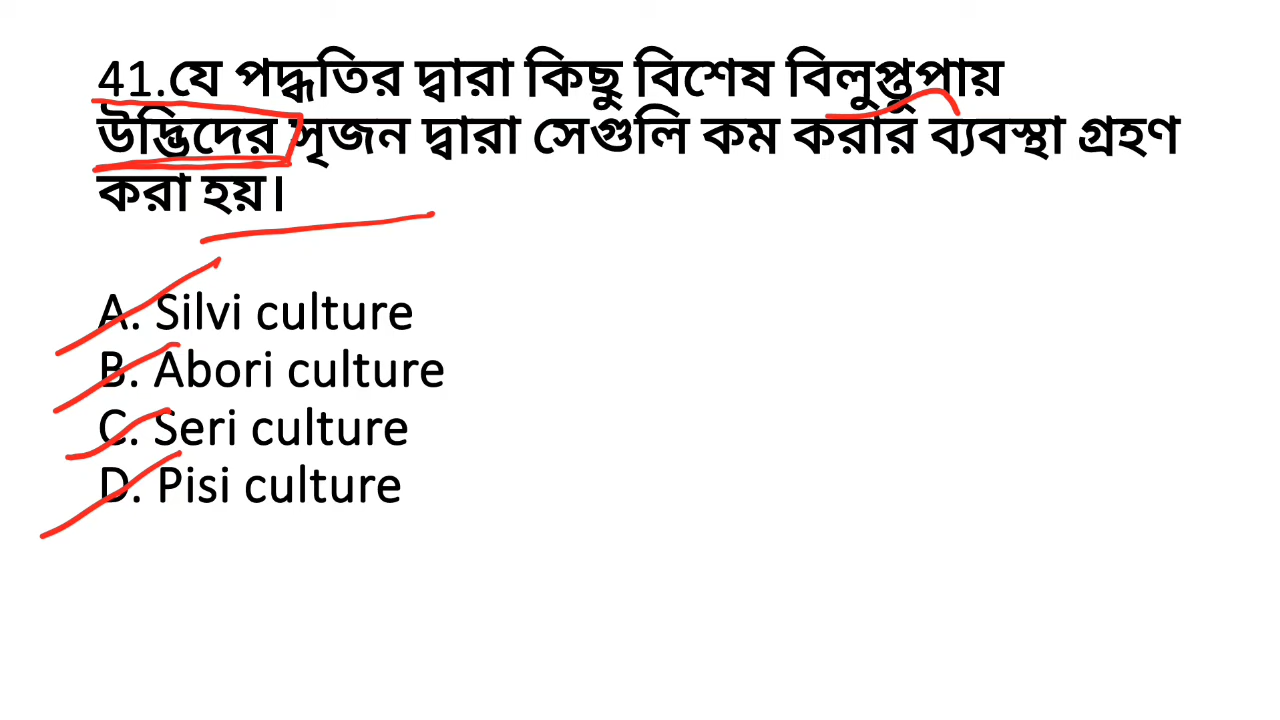 41.যে পদ্ধতির দ্বারা কিছু বিশেষ বিলুপ্তুপায়
উদ্ভিদের সৃজন দ্বারা সেগুলি কম করার ব্যবস্থা গ্রহণ
করা হয়।
A. Silvi culture
B. Abori culture
C. Seri culture
D. Pisi culture